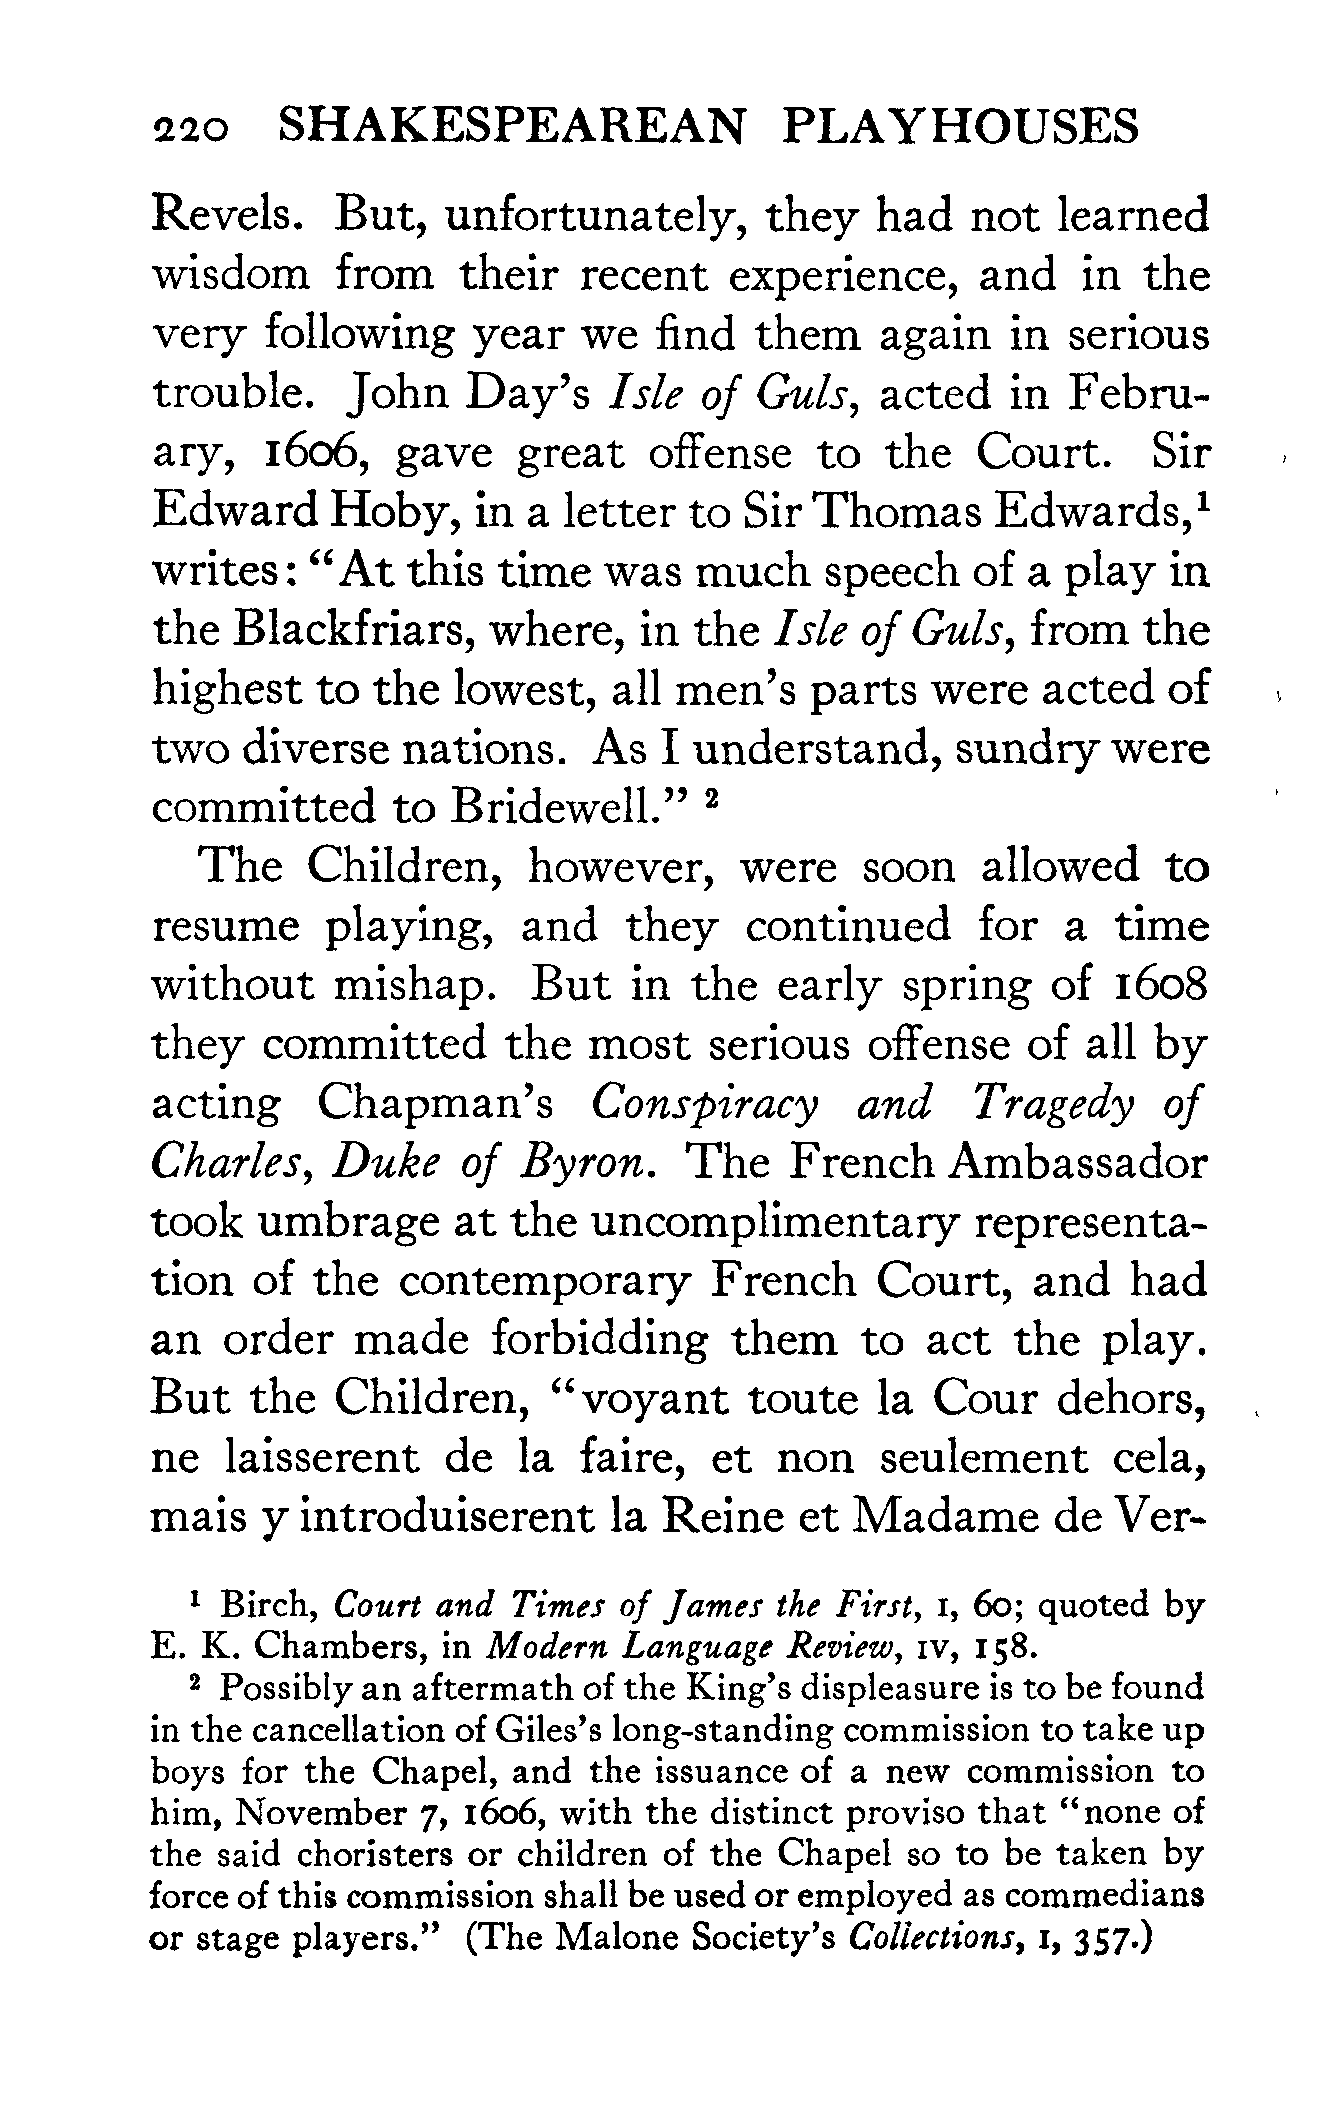 220 SHAKESPEAREAN PLAYHOUSES
Revels. But, unfortunately, they had not learned
wisdom from their recent experience, and in the
very following year we find them again in serious
trouble. John Day's Isle of Guls, acted in Febru-
ary, 1606, gave great offense to the Court. Sir
Edward Hoby, in a letter to Sir Thomas Edwards,¹
writes: "At this time was much speech of a play in
the Blackfriars, where, in the Isle of Guls, from the
highest to the lowest, all men's parts were acted of
two diverse nations. As I understand, sundry were
committed to Bridewell." ²
The Children, however, were soon allowed to
resume playing, and they continued for a time
without mishap. But in the early spring of 1608
they committed the most serious offense of all by
acting Chapman's Conspiracy and Tragedy of
Charles, Duke of Byron. The French Ambassador
took umbrage at the uncomplimentary representa-
tion of the contemporary French Court, and had
an order made forbidding them to act the play.
But the Children, "voyant toute la Cour dehors,
ne laisserent de la faire, et non seulement cela,
mais y introduiserent la Reine et Madame de Ver-
¹ Birch, Court and Times of James the First, I, 60; quoted by
E. K. Chambers, in Modern Language Review, IV, 158.
² Possibly an aftermath of the King's displeasure is to be found
in the cancellation of Giles's long-standing commission to take up
boys for the Chapel, and the issuance of a new commission to
him, November 7, 1606, with the distinct proviso that "none of
the said choristers or children of the Chapel so to be taken by
force of this commission shall be used or employed as commedians
or stage players." (The Malone Society's Collections, I, 357.)